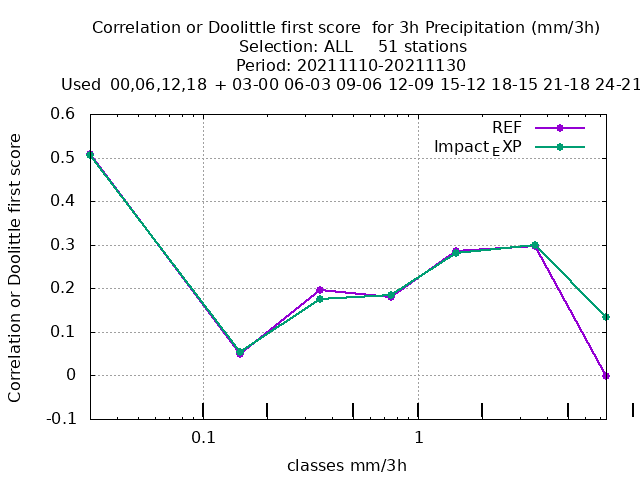 Correlation or Doolittle first score  for 3h Precipitation (mm/3h)
Selection: ALL     51 stations
Period: 20211110-20211130
Used  00,06,12,18  + 03-00 06-03 09-06 12-09 15-12 18-15 21-18 24-21
REF
Impact_EXP
Correlation or Doolittle first score
0.6
0.5
0.4
0.3
0.2
0.1
0
-0.1
0.1 1
classes mm/3h